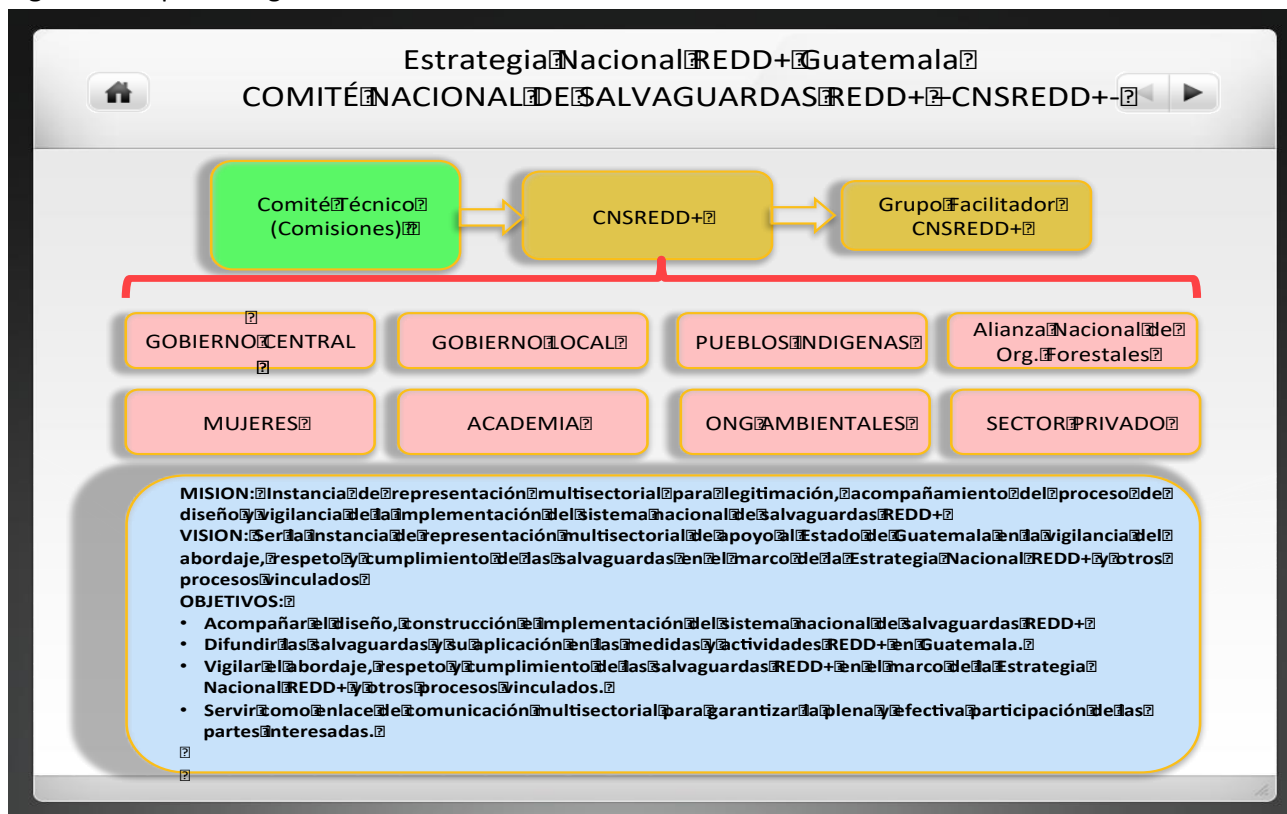 Estrategia Nacional REDD+ Guatemala
COMITÉ NACIONAL DE SALVAGUARDAS REDD+ -CNSREDD+-
Comité Técnico
(Comisiones)
CNSREDD+
Grupo Facilitador
CNSREDD+
GOBIERNO CENTRAL
GOBIERNO LOCAL
PUEBLOS INDIGENAS
Alianza Nacional de
Org. Forestales
MUJERES
ACADEMIA
ONG AMBIENTALES
SECTOR PRIVADO
MISION: Instancia de representación multisectorial para legitimación, acompañamiento del proceso de
diseño y vigilancia de la implementación del sistema nacional de salvaguardas REDD+
VISION: Ser la instancia de representación multisectorial de apoyo al Estado de Guatemala en la vigilancia del
abordaje, respeto y cumplimiento de las salvaguardas en el marco de la Estrategia Nacional REDD+ y otros
procesos vinculados
OBJETIVOS:
• Acompañar el diseño, construcción e implementación del sistema nacional de salvaguardas REDD+
• Difundir las salvaguardas y su aplicación en las medidas y actividades REDD+ en Guatemala.
• Vigilar el abordaje, respeto y cumplimiento de las salvaguardas REDD+ en el marco de la Estrategia
Nacional REDD+ y otros procesos vinculados.
• Servir como enlace de comunicación multisectorial para garantizar la plena y efectiva participación de las
partes interesadas.